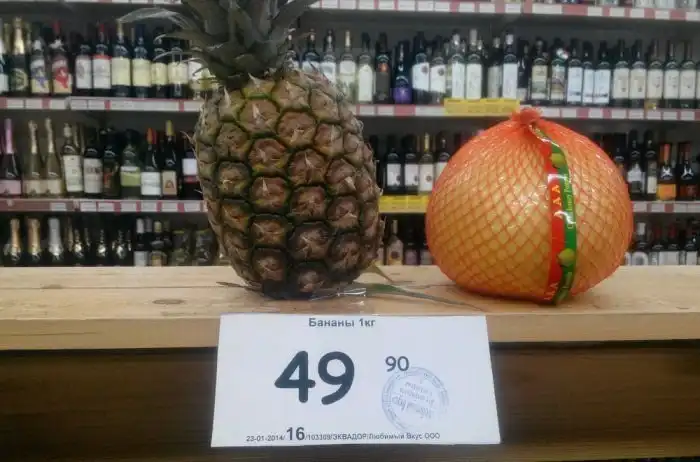 Бананы 1кг
49 90
23-01-2014/16/103309/ЭКВАДОР/Любимый Вкус ООО